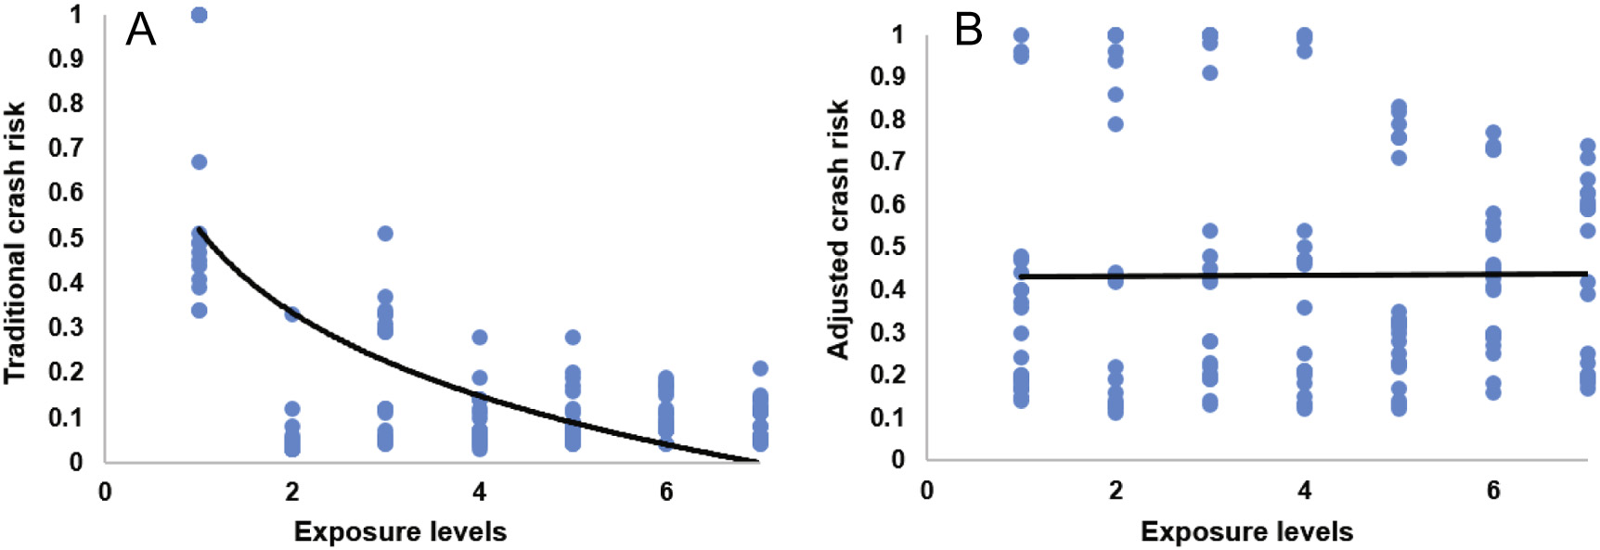 A
Traditional crash risk
1
0.9
0.8
0.7
0.6
0.5
0.4
0.3
0.2
0.1
0
0 2 4 6
Exposure levels
B
Adjusted crash risk
1
0.9
0.8
0.7
0.6
0.5
0.4
0.3
0.2
0.1
0
0 2 4 6
Exposure levels